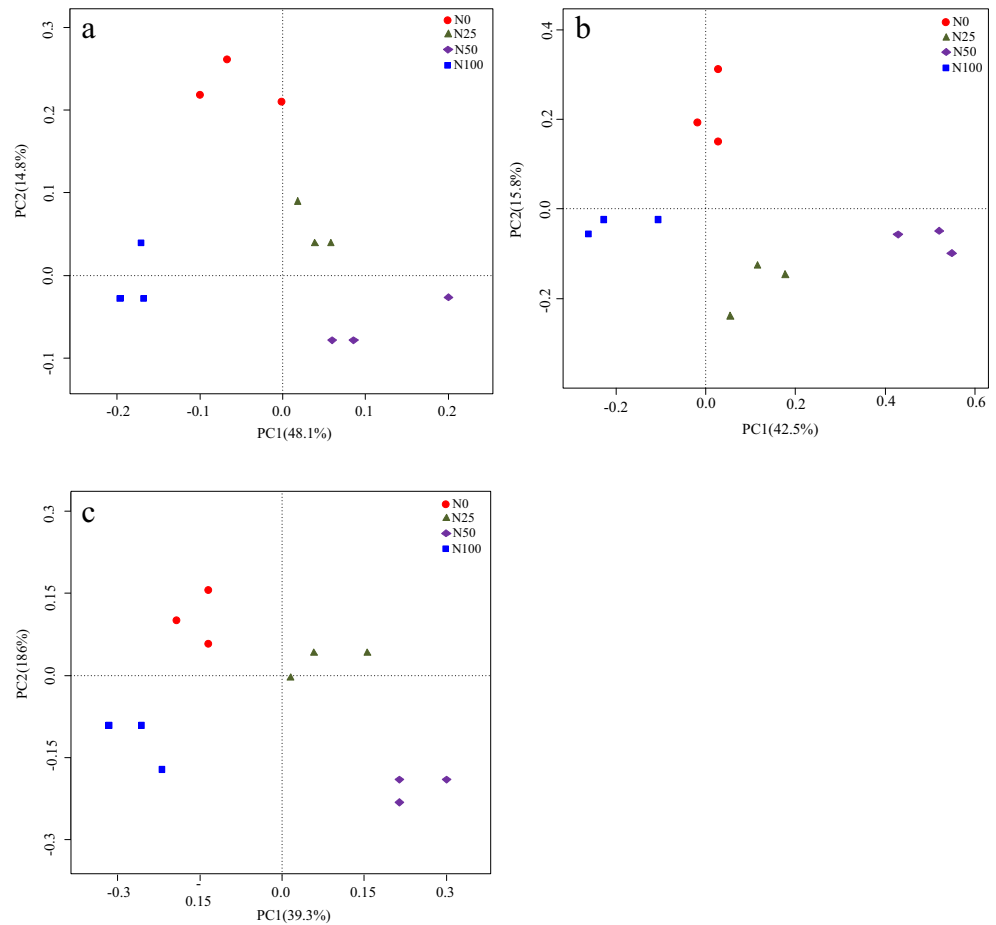 a
N0
N25
N50
N100
0.3
0.2
0.1
0.0
-0.1
PC2(14.8%)
-0.2
-0.1
0.0
0.1
0.2
PC1(48.1%)
b
N0
N25
N50
N100
0.4
0.2
0.0
-0.2
PC2(15.8%)
-0.2
0.0
0.2
0.4
0.6
PC1(42.5%)
c
N0
N25
N50
N100
0.3
0.15
0.0
-0.15
-0.3
PC2(186%)
-0.3
-
0.15
0.0
0.15
0.3
PC1(39.3%)